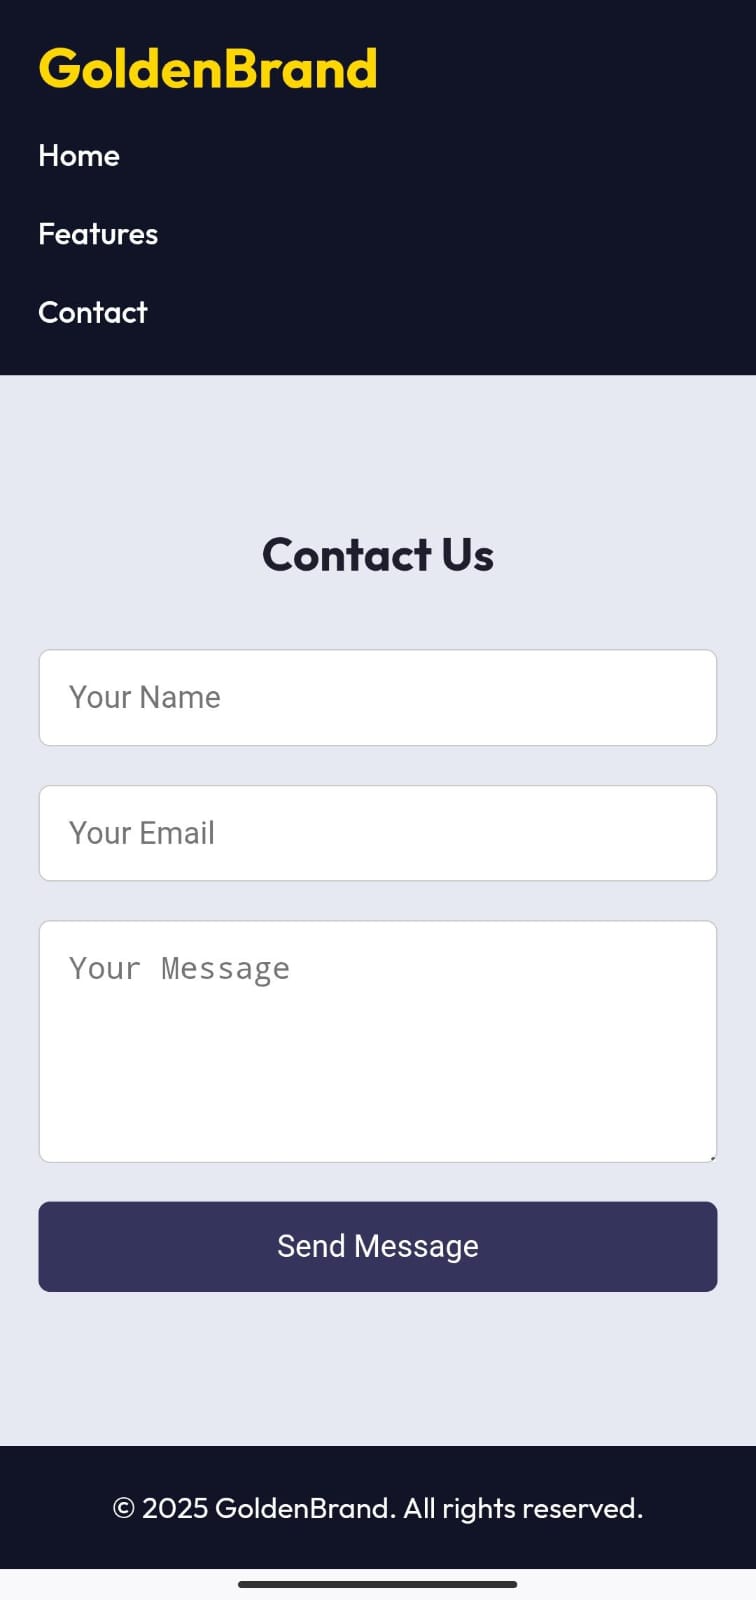 GoldenBrand
Home
Features
Contact
Contact Us
Your Name
Your Email
Your Message
Send Message
© 2025 GoldenBrand. All rights reserved.